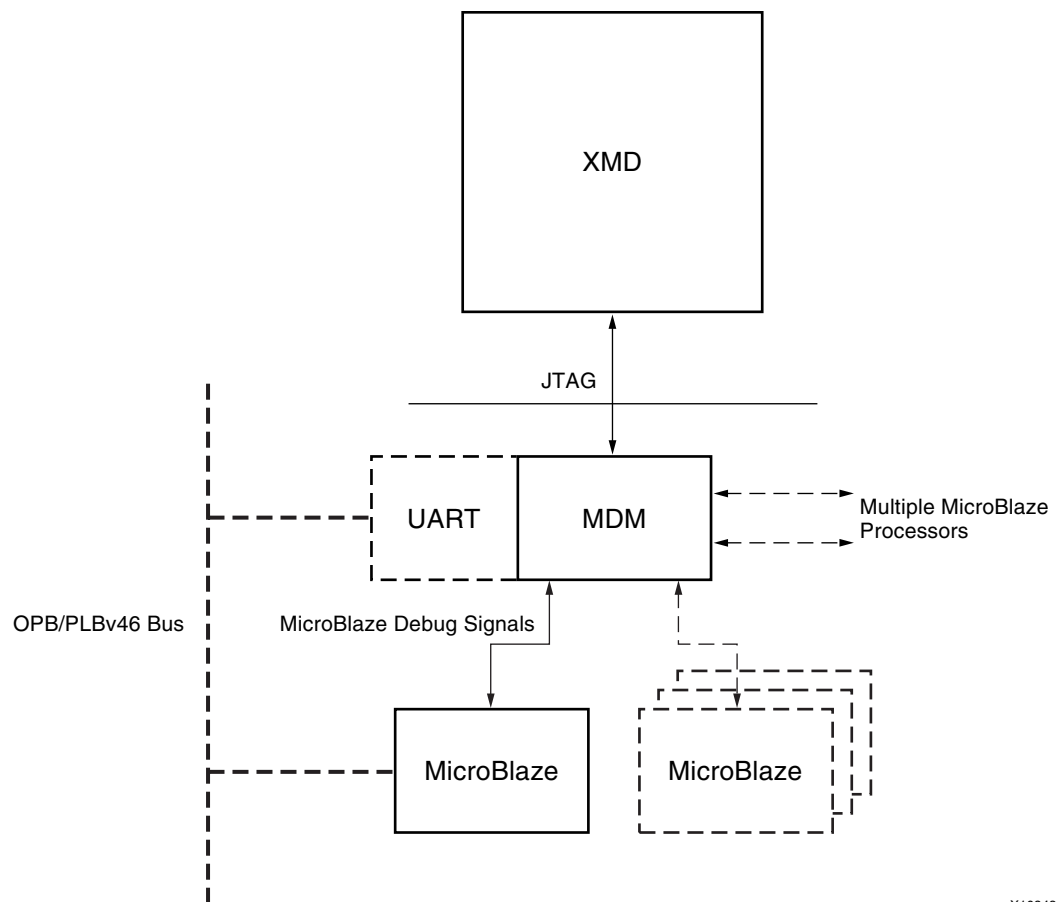 XMD
JTAG
UART
MDM
Multiple MicroBlaze
Processors
OPB/PLBv46 Bus
MicroBlaze Debug Signals
MicroBlaze
MicroBlaze